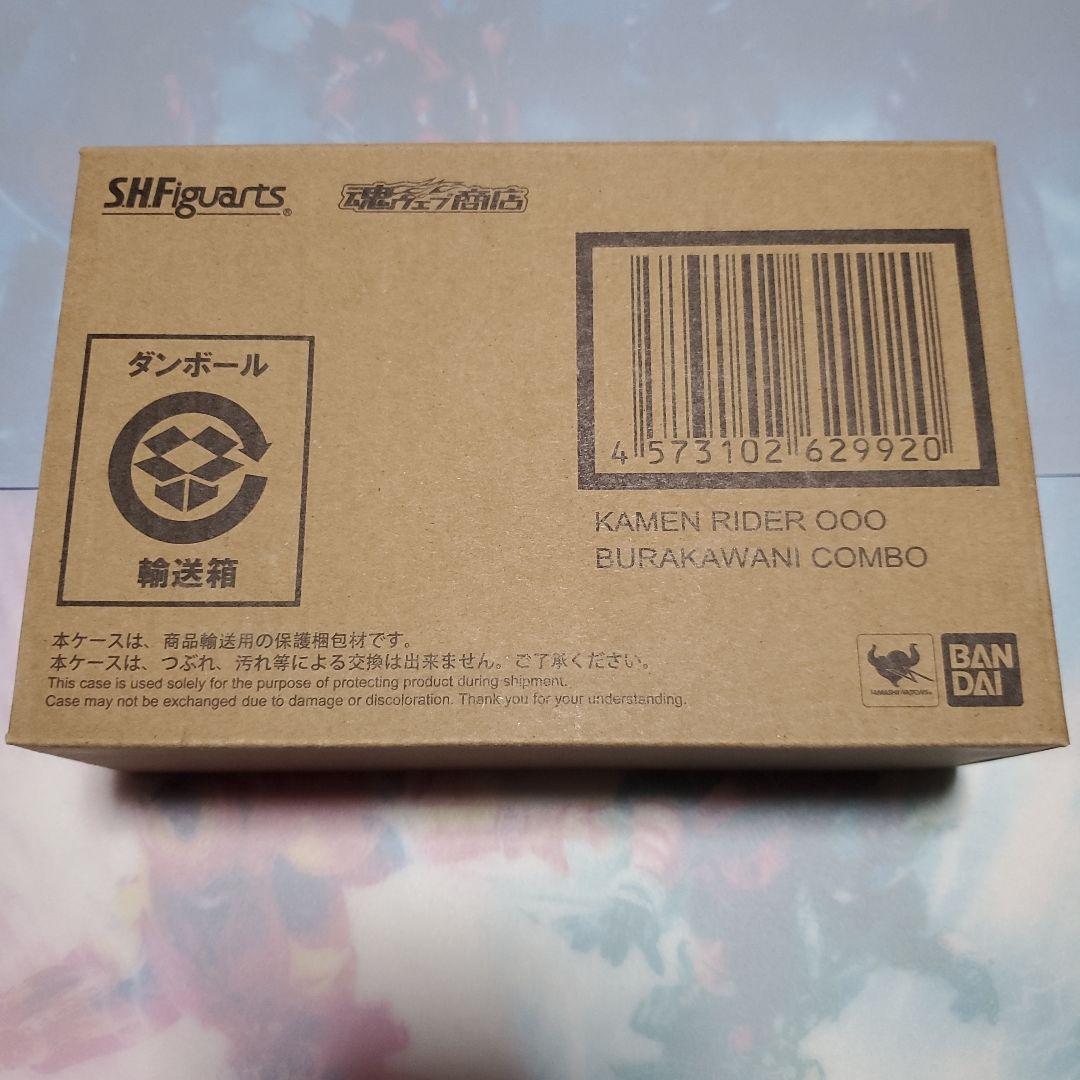 S.H.Figuarts®
魂ウェブ商店
ダンボール
輸送箱
4 573102 629920
KAMEN RIDER OOO
BURAKAWANI COMBO
本ケースは、商品輸送用の保護梱包材です。
本ケースは、つぶれ、汚れ等による交換は出来ません。ご了承ください。
This case is used solely for the purpose of protecting product during shipment.
Case may not be exchanged due to damage or discoloration. Thank you for your understanding.
TAMASHII NATIONS
BAN
DAI